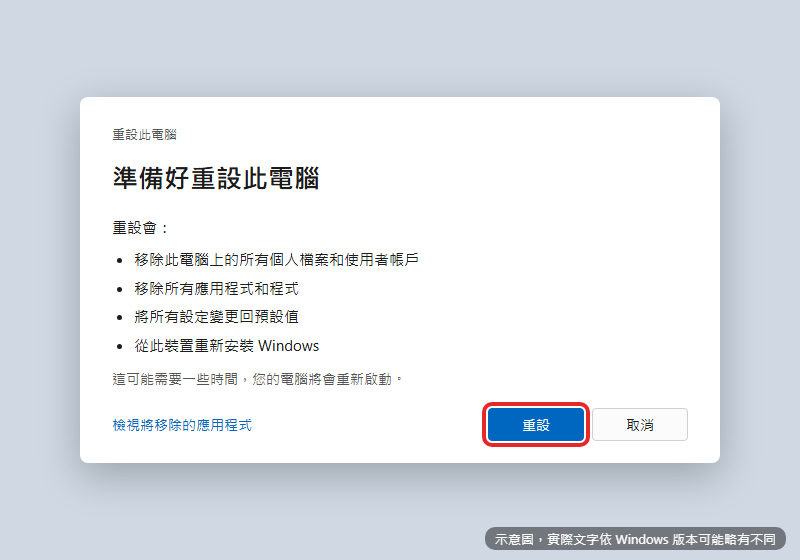 重設此電腦
準備好重設此電腦
重設會：
• 移除此電腦上的所有個人檔案和使用者帳戶
• 移除所有應用程式和程式
• 將所有設定變更回預設值
• 從此裝置重新安裝 Windows
這可能需要一些時間，您的電腦將會重新啟動。
檢視將移除的應用程式
重設
取消
示意圖，實際文字依 Windows 版本可能略有不同